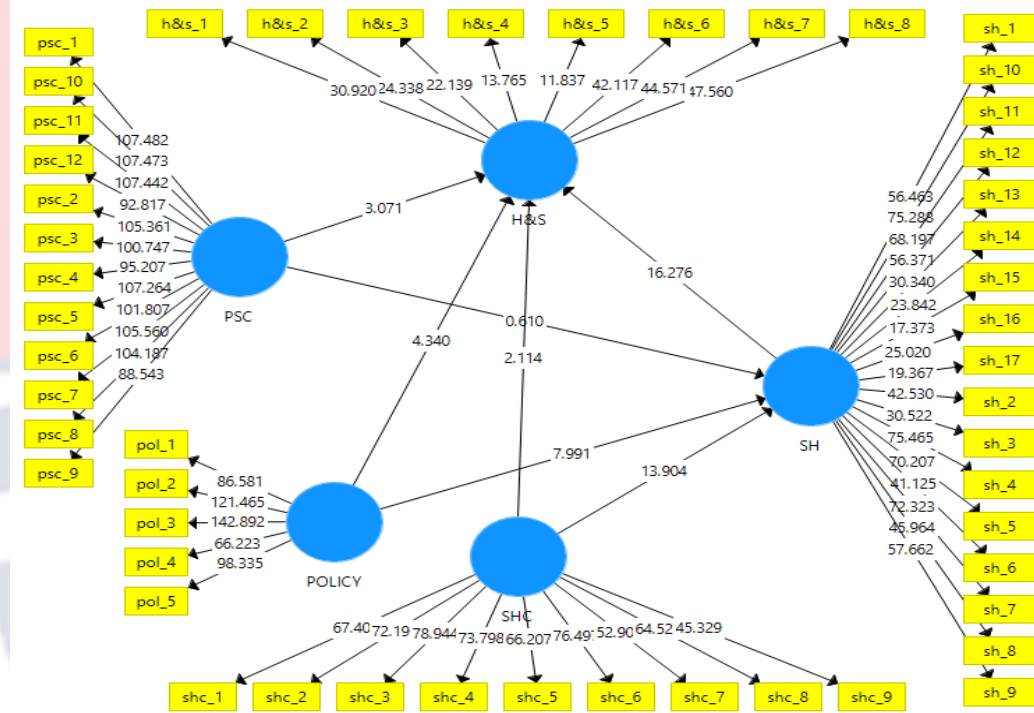 h&s_1 h&s_2 h&s_3 h&s_4 h&s_5 h&s_6 h&s_7 h&s_8
30.920 24.338 22.139 13.765 11.837 42.117 44.571 47.560
H&S
psc_1
psc_10
psc_11
psc_12
psc_2
psc_3
psc_4
psc_5
psc_6
psc_7
psc_8
psc_9
107.482
107.473
107.442
92.817
105.361
100.747
95.207
107.264
101.807
105.560
104.187
88.543
PSC
3.071
16.276
0.610
4.340
2.114
7.991
13.904
sh_1
sh_10
sh_11
sh_12
sh_13
sh_14
sh_15
sh_16
sh_17
sh_2
sh_3
sh_4
sh_5
sh_6
sh_7
sh_8
sh_9
56.463
75.288
68.197
56.371
30.340
23.842
17.373
25.020
19.367
42.530
30.522
75.465
70.207
41.125
72.323
45.964
57.662
SH
pol_1
pol_2
pol_3
pol_4
pol_5
86.581
121.465
142.892
66.223
98.335
POLICY
SHC
67.40 72.19 78.944 73.798 66.207 76.497 52.90 64.52 45.329
shc_1 shc_2 shc_3 shc_4 shc_5 shc_6 shc_7 shc_8 shc_9